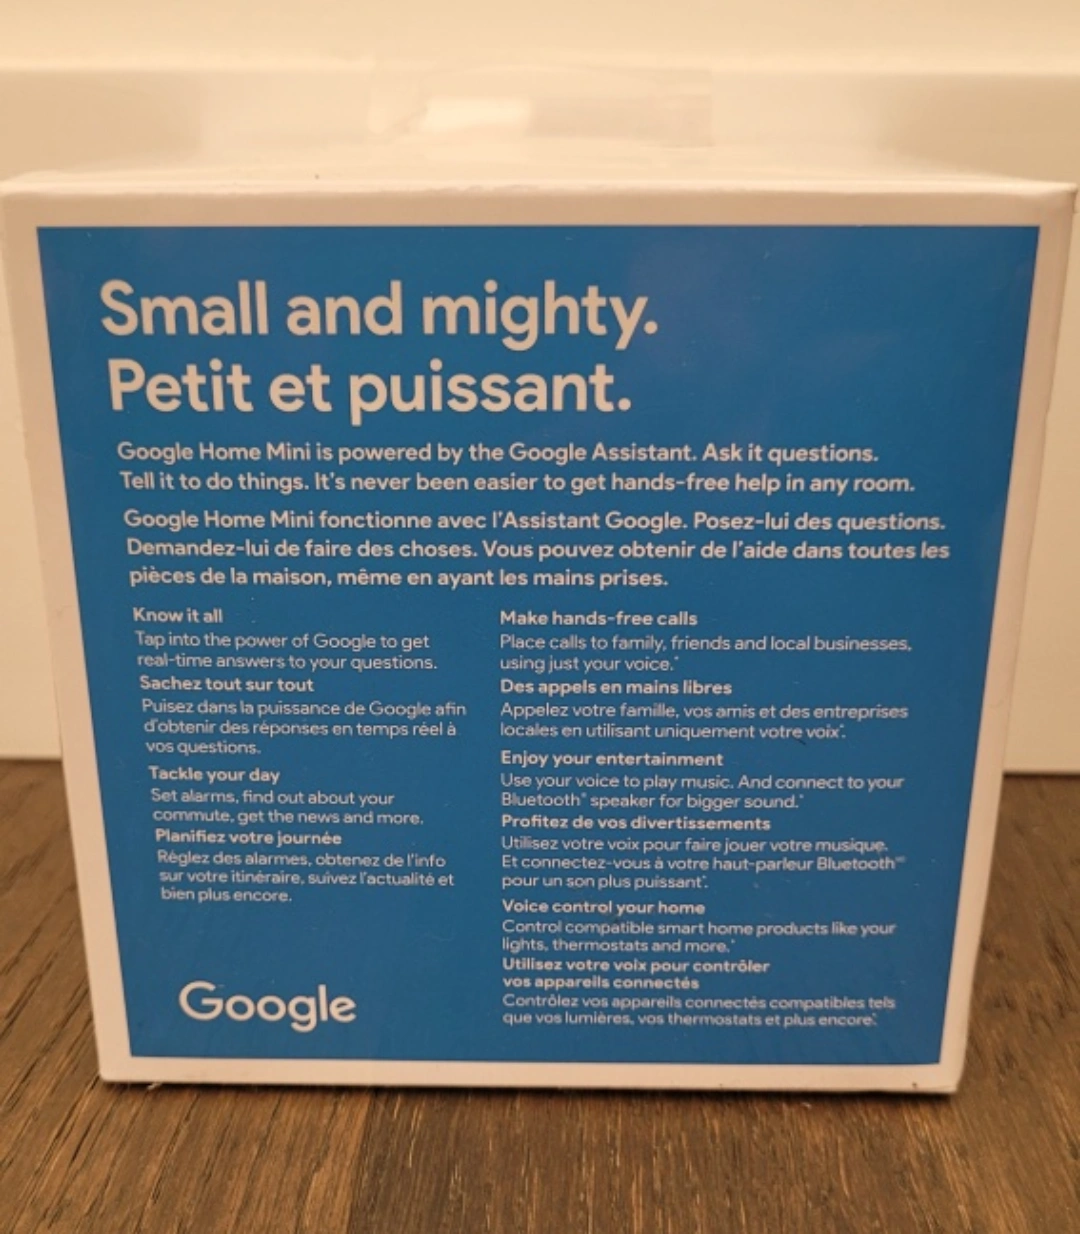 Small and mighty.
Petit et puissant.
Google Home Mini is powered by the Google Assistant. Ask it questions.
Tell it to do things. It's never been easier to get hands-free help in any room.
Google Home Mini fonctionne avec l'Assistant Google. Posez-lui des questions.
Demandez-lui de faire des choses. Vous pouvez obtenir de l'aide dans toutes les
pièces de la maison, même en ayant les mains prises.
Know it all
Tap into the power of Google to get
real-time answers to your questions.
Sachez tout sur tout
Puisez dans la puissance de Google afin
d'obtenir des réponses en temps réel à
vos questions.
Tackle your day
Set alarms, find out about your
commute, get the news and more.
Planifiez votre journée
Réglez des alarmes, obtenez de l'info
sur votre itinéraire, suivez l'actualité et
bien plus encore.
Make hands-free calls
Place calls to family, friends and local businesses,
using just your voice.*
Des appels en mains libres
Appelez votre famille, vos amis et des entreprises
locales en utilisant uniquement votre voix*.
Enjoy your entertainment
Use your voice to play music. And connect to your
Bluetooth® speaker for bigger sound.*
Profitez de vos divertissements
Utilisez votre voix pour faire jouer votre musique.
Et connectez-vous à votre haut-parleur Bluetooth
pour un son plus puissant*.
Voice control your home
Control compatible smart home products like your
lights, thermostats and more.*
Utilisez votre voix pour contrôler
vos appareils connectés
Contrôlez vos appareils connectés compatibles tels
que vos lumières, vos thermostats et plus encore*.
Google